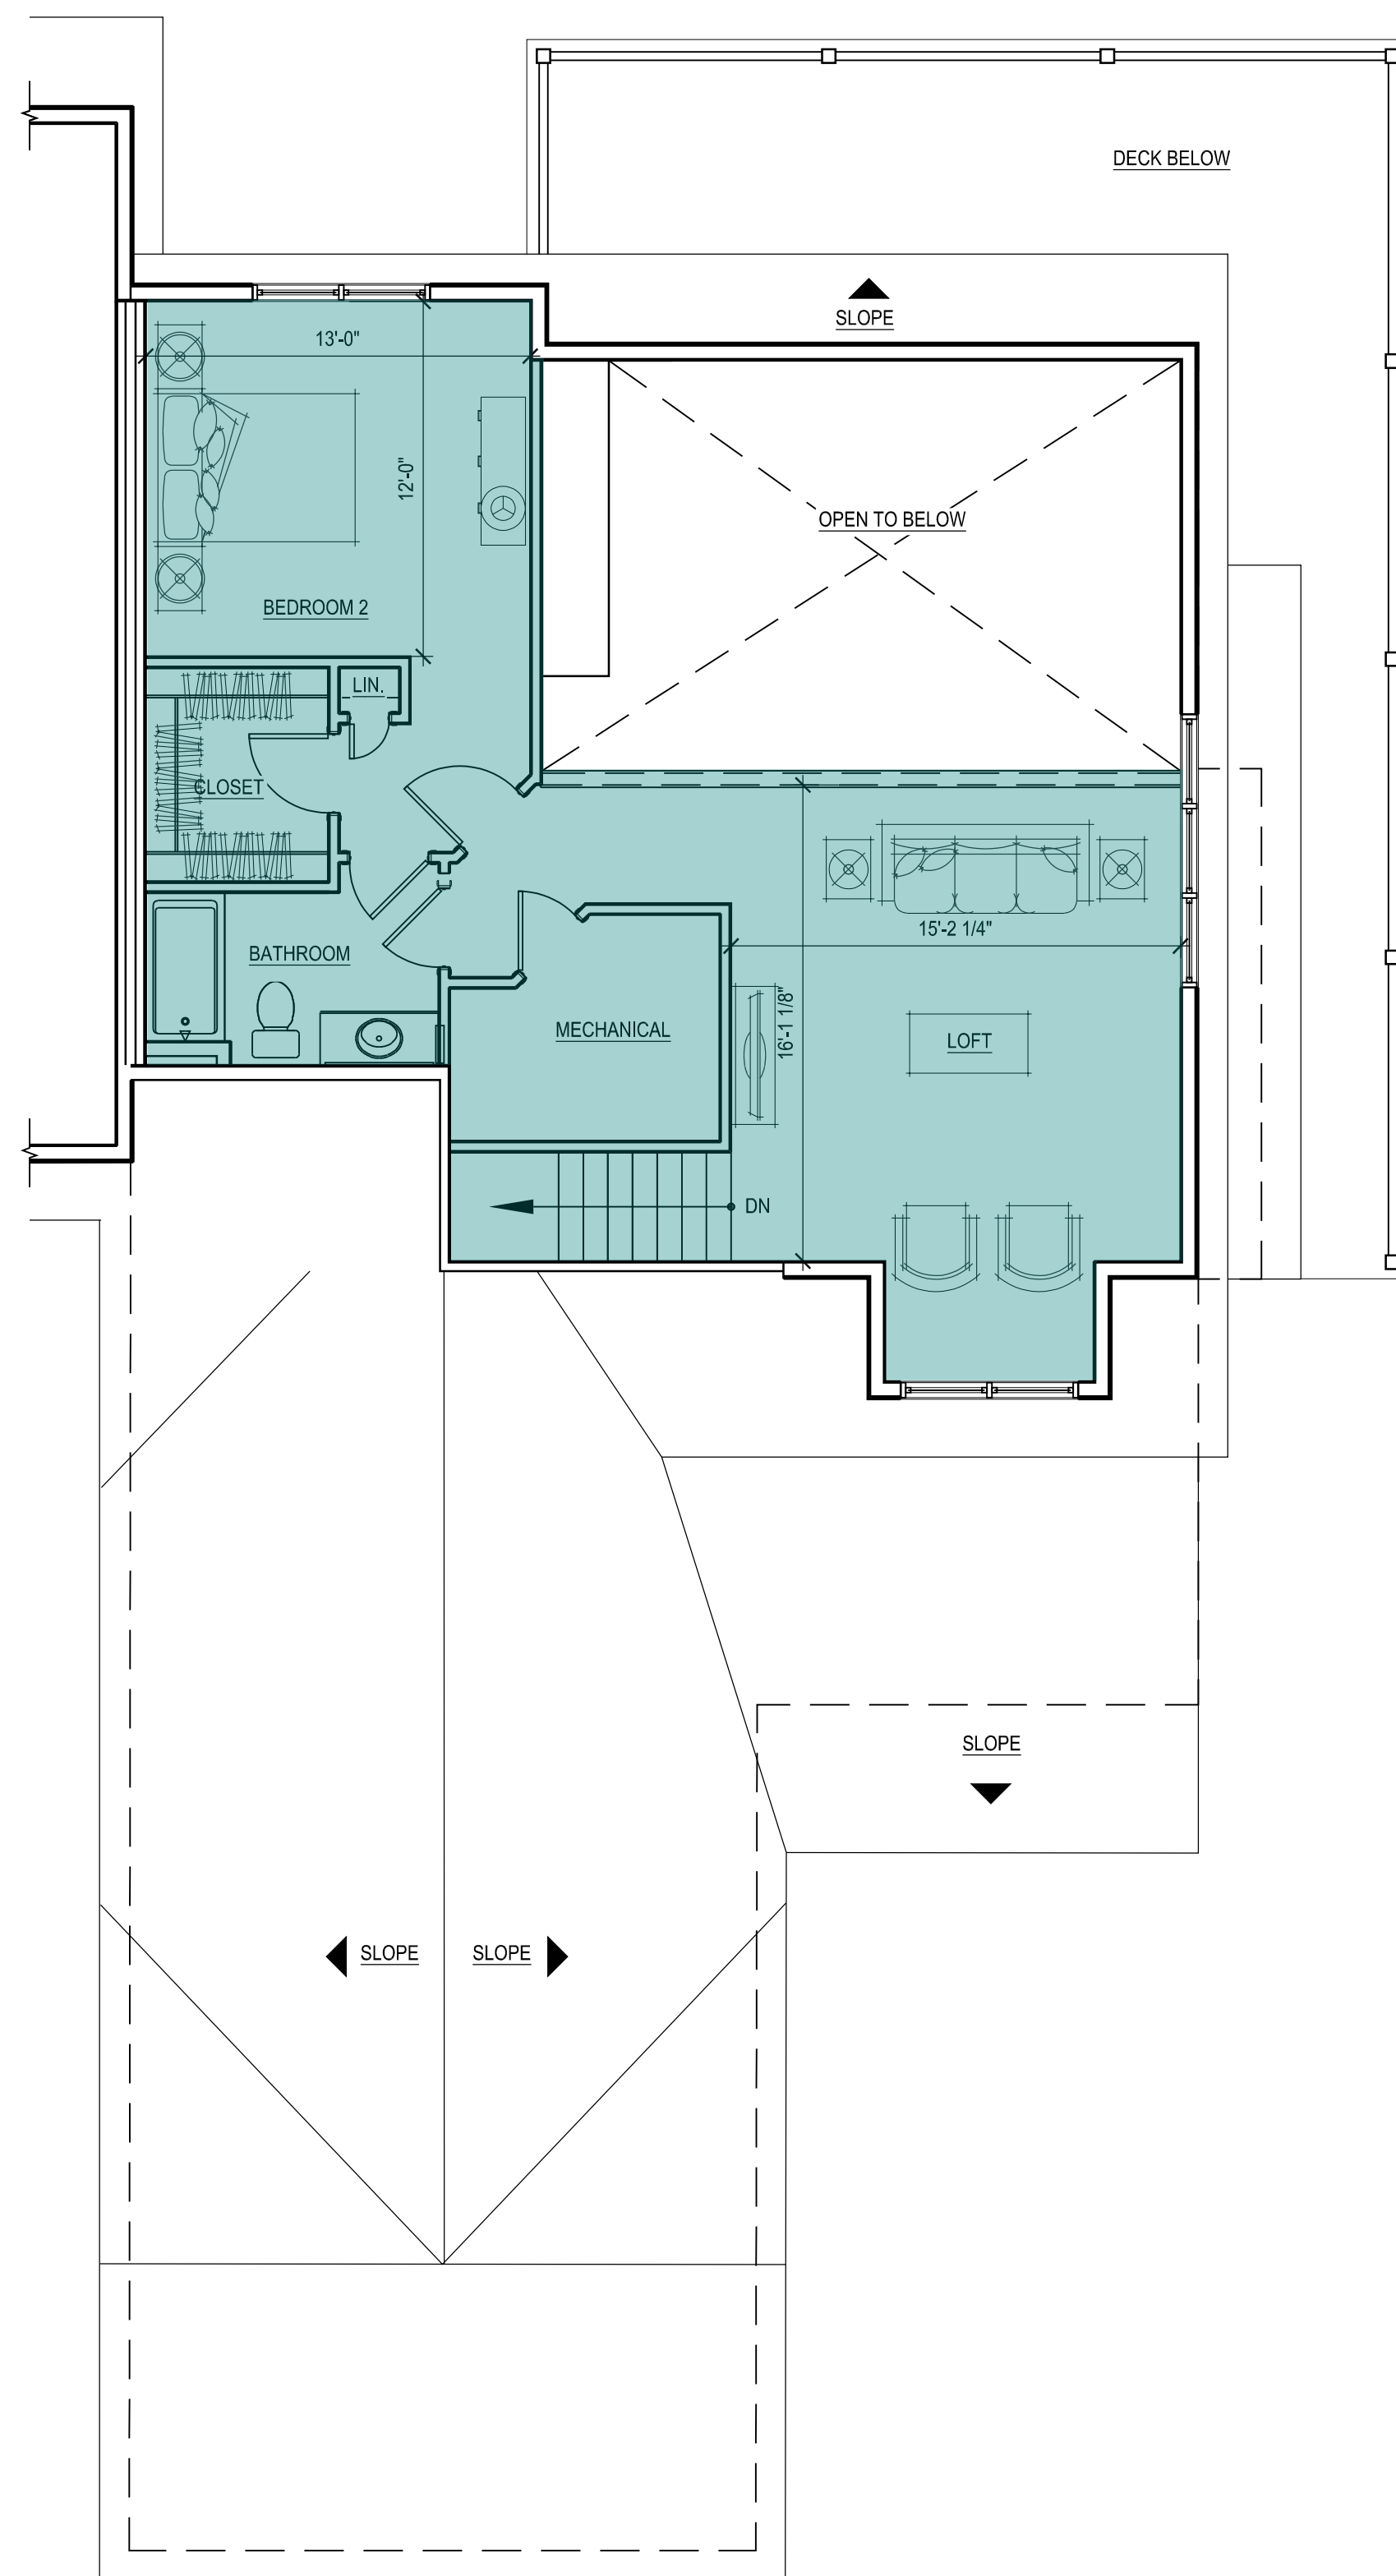 DECK BELOW
SLOPE
13'-0"
12'-0"
OPEN TO BELOW
BEDROOM 2
LIN.
CLOSET
BATHROOM
15'-2 1/4"
16'-1 1/8"
MECHANICAL
LOFT
DN
SLOPE
SLOPE
SLOPE